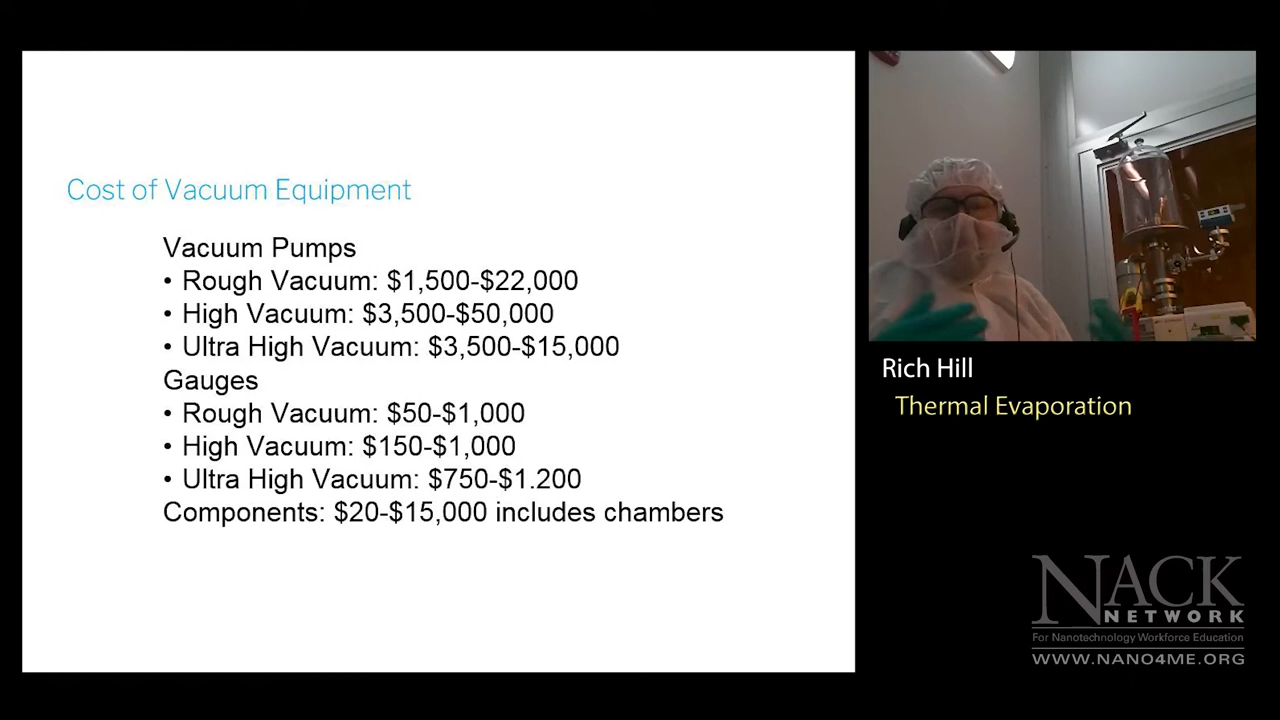 Cost of Vacuum Equipment
Vacuum Pumps
• Rough Vacuum: $1,500-$22,000
• High Vacuum: $3,500-$50,000
• Ultra High Vacuum: $3,500-$15,000
Gauges
• Rough Vacuum: $50-$1,000
• High Vacuum: $150-$1,000
• Ultra High Vacuum: $750-$1.200
Components: $20-$15,000 includes chambers
Rich Hill
Thermal Evaporation
NACK
NETWORK
For Nanotechnology Workforce Education
WWW.NANO4ME.ORG